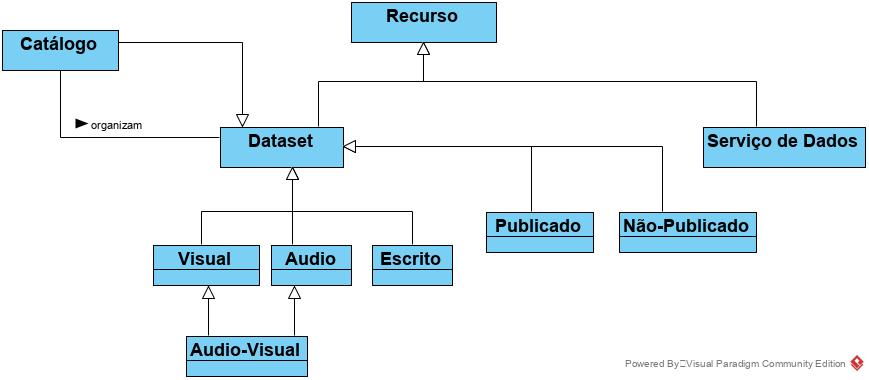 Recurso
Catálogo
organizam
Dataset
Serviço de Dados
Publicado
Não-Publicado
Visual
Audio
Escrito
Audio-Visual
Powered By Visual Paradigm Community Edition